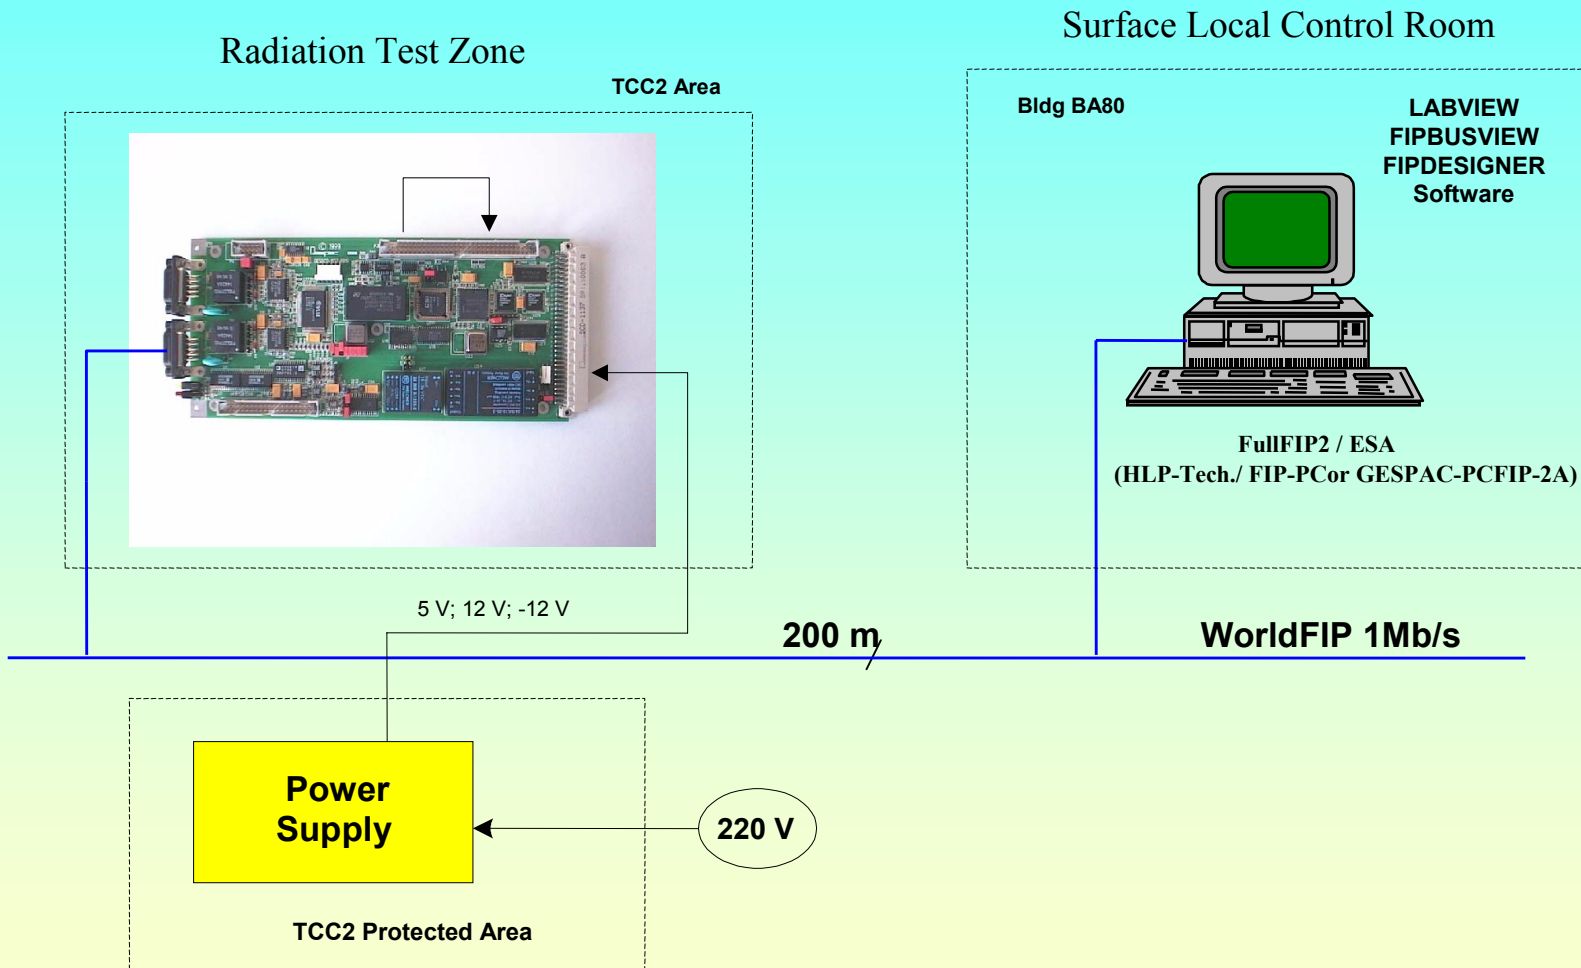 Radiation Test Zone
Surface Local Control Room
TCC2 Area
Bldg BA80
LABVIEW
FIPBUSVIEW
FIPDESIGNER
Software
FullFIP2 / ESA
(HLP-Tech./ FIP-PCor GESPAC-PCFIP-2A)
5 V; 12 V; -12 V
200 m
WorldFIP 1Mb/s
Power
Supply
220 V
TCC2 Protected Area